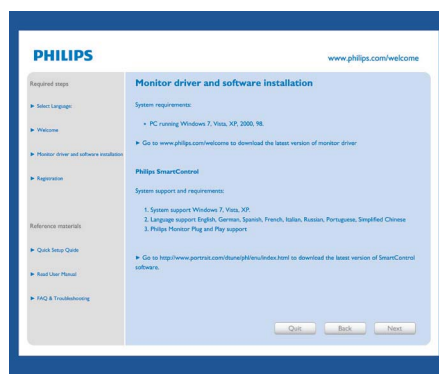 PHILIPS
www.philips.com/welcome
Required steps
► Select Language:
► Welcome
► Monitor driver and software installation
► Registration
Reference materials
► Quick Setup Guide
► Read User Manual
► FAQ & Troubleshooting
Monitor driver and software installation
System requirements:
• PC running Windows 7, Vista, XP, 2000, 98.
► Go to www.philips.com/welcome to download the latest version of monitor driver
Philips SmartControl
System support and requirements:
1. System support Windows 7, Vista, XP.
2. Language support English, German, Spanish, French, Italian, Russian, Portuguese, Simplified Chinese
3. Philips Monitor Plug and Play support
► Go to http://www.portrait.com/dtune/phl/enu/index.html to download the latest version of SmartControl
software.
Quit
Back
Next